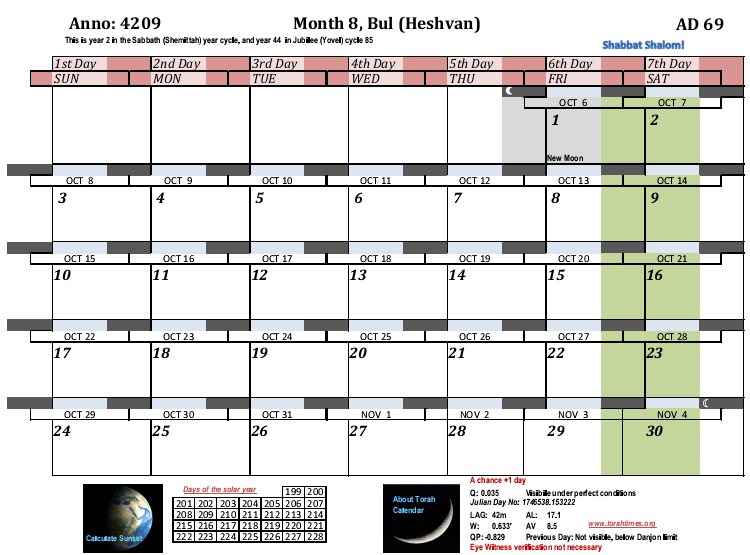 Anno: 4209 Month 8, Bul (Heshvan) AD 69
This is year 2 in the Sabbath (Shemittah) year cycle, and year 44 in Jubilee (Yovel) cycle 85
Shabbat Shalom!
1st Day 2nd Day 3rd Day 4th Day 5th Day 6th Day 7th Day
SUN MON TUE WED THU FRI SAT
OCT 6 OCT 7
1 2
New Moon
OCT 8 OCT 9 OCT 10 OCT 11 OCT 12 OCT 13 OCT 14
3 4 5 6 7 8 9
OCT 15 OCT 16 OCT 17 OCT 18 OCT 19 OCT 20 OCT 21
10 11 12 13 14 15 16
OCT 22 OCT 23 OCT 24 OCT 25 OCT 26 OCT 27 OCT 28
17 18 19 20 21 22 23
OCT 29 OCT 30 OCT 31 NOV 1 NOV 2 NOV 3 NOV 4
24 25 26 27 28 29 30
Calculate Sunset
Days of the solar year
199 200
201 202 203 204 205 206 207
208 209 210 211 212 213 214
215 216 217 218 219 220 221
222 223 224 225 226 227 228
About Torah
Calendar
A chance +1 day
Q: 0.035 Visibile under perfect conditions
Julian Day No: 1746538.153222
LAG: 42m AL: 17.1
W: 0.633' AV 8.5 www.torahtimes.org
QP: -0.829 Previous Day: Not visible, below Danjon limit
Eye Witness verification not necessary